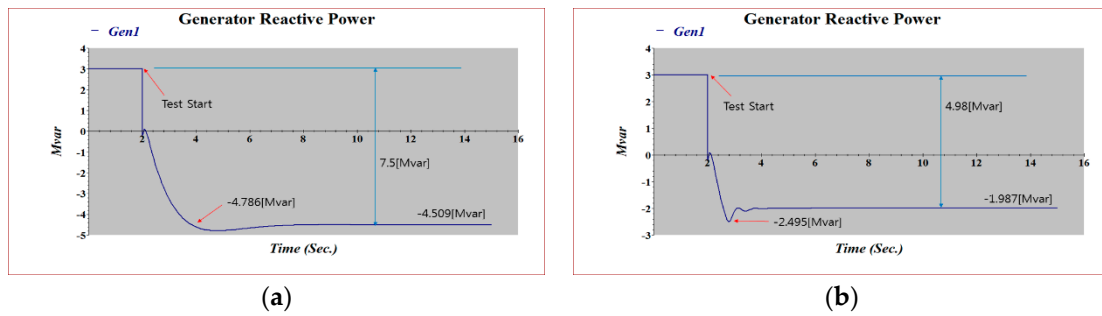 Generator Reactive Power
Gen1
4
3
2
1
0
-1
-2
-3
-4
-5
Mvar
2
4
6
8
10
12
14
16
Test Start
7.5[Mvar]
-4.786[Mvar]
-4.509[Mvar]
Time (Sec.)
(a)
Generator Reactive Power
Gen1
4
3
2
1
0
-1
-2
-3
Mvar
2
4
6
8
10
12
14
16
Test Start
4.98[Mvar]
-1.987[Mvar]
-2.495[Mvar]
Time (Sec.)
(b)